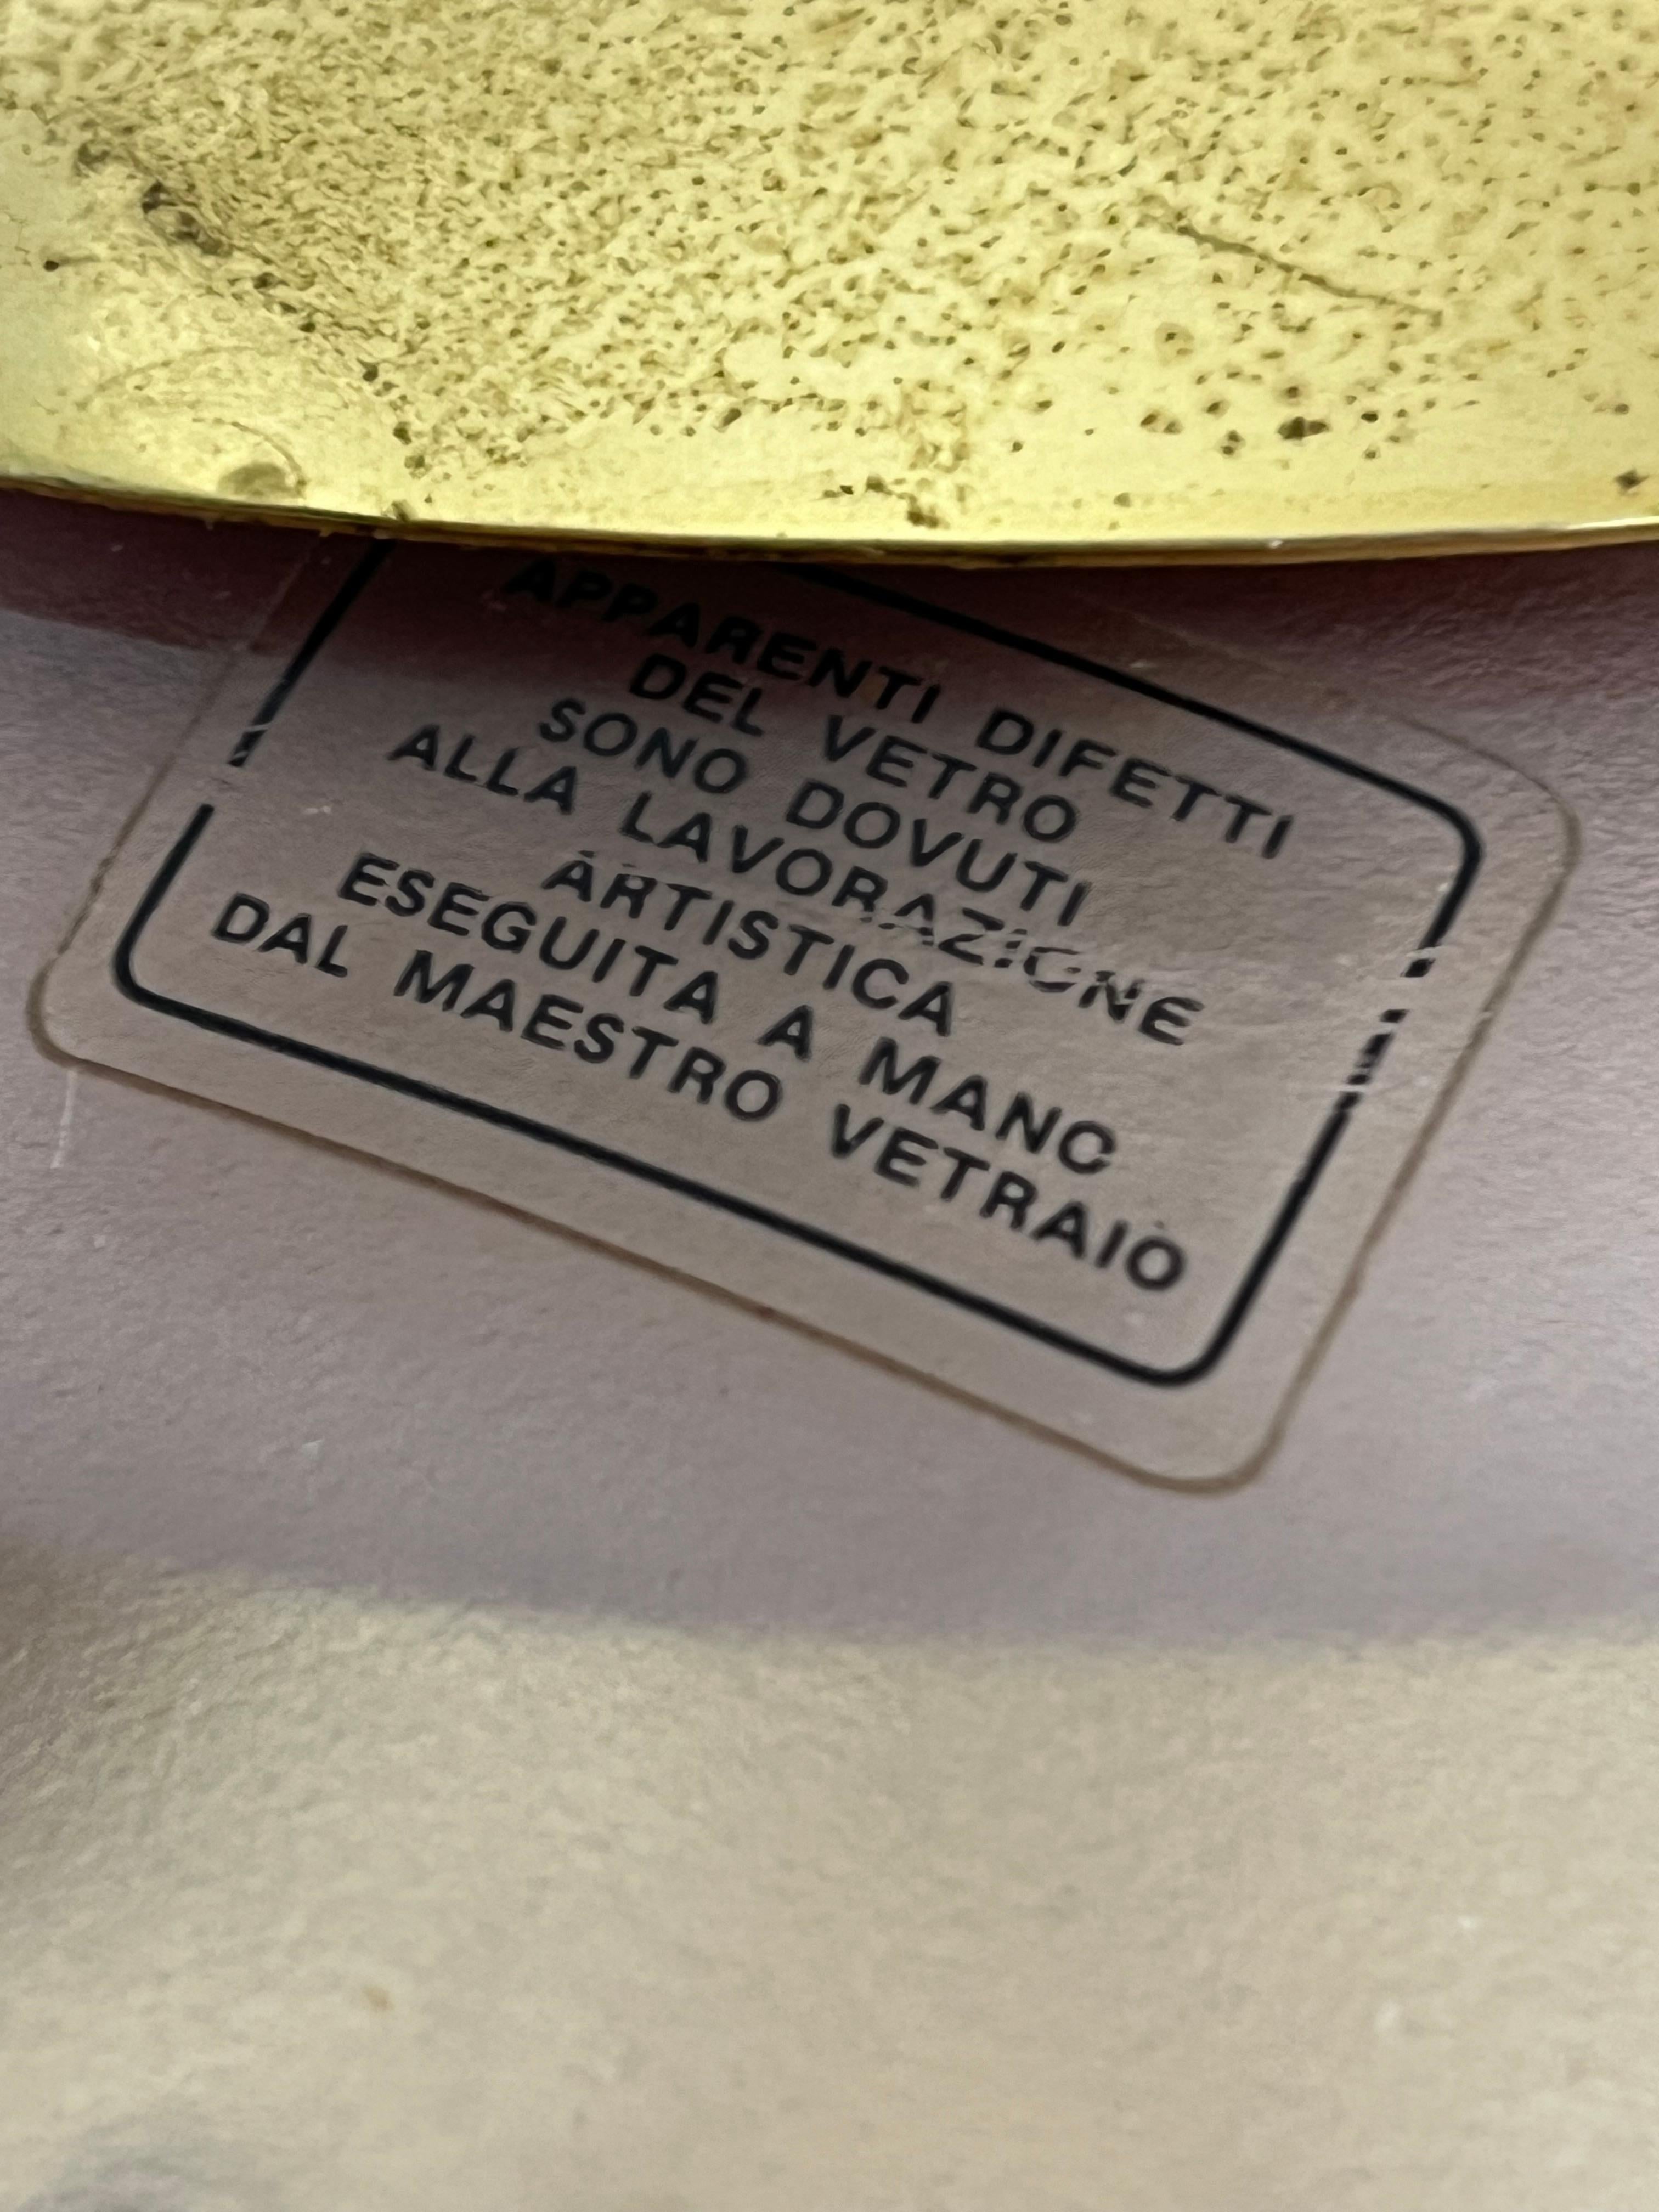 APPARENTI DIFETTI
DEL VETRO
SONO DOVUTI
ALLA LAVORAZIONE
ARTISTICA
ESEGUITA A MANO
DAL MAESTRO VETRAIO